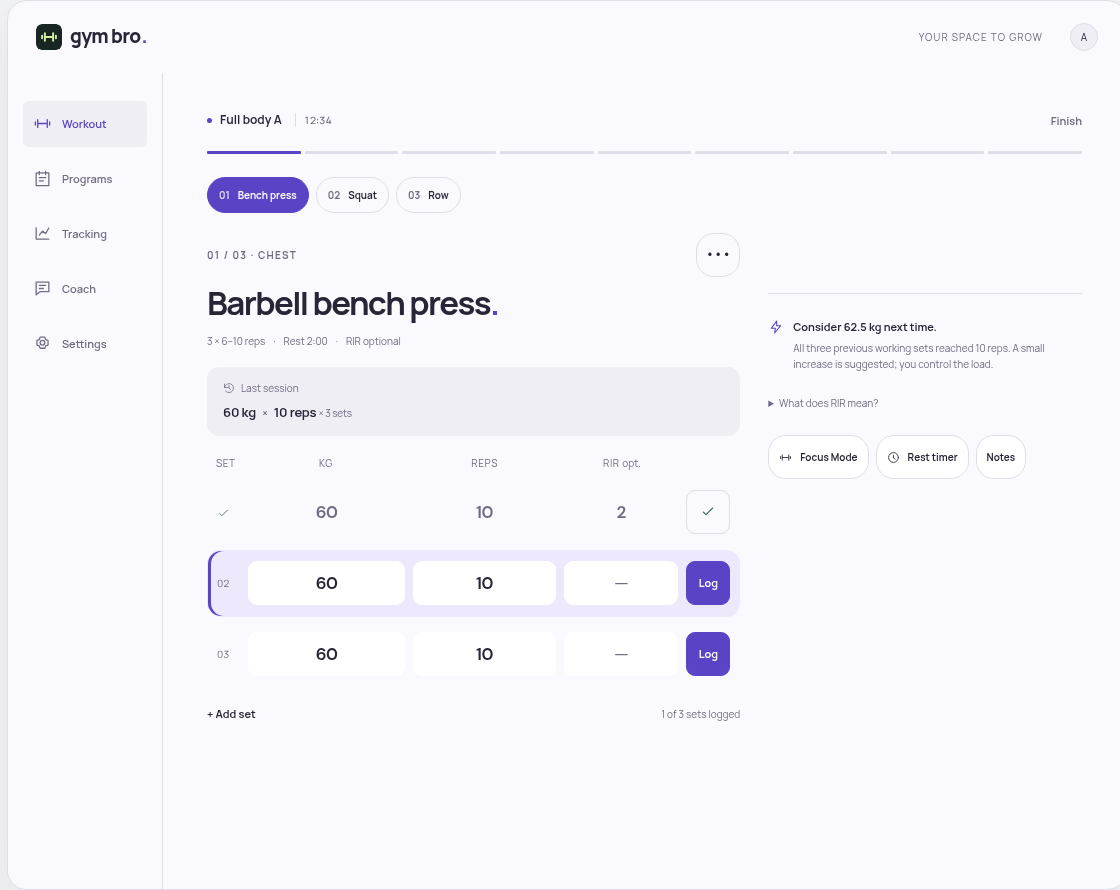 gym bro.
YOUR SPACE TO GROW
A
Workout
Programs
Tracking
Coach
Settings
Full body A
12:34
Finish
01 Bench press
02 Squat
03 Row
01 / 03 · CHEST
Barbell bench press.
3 × 6–10 reps · Rest 2:00 · RIR optional
Last session
60 kg × 10 reps × 3 sets
SET KG REPS RIR opt.
60 10 2
02 60 10 — Log
03 60 10 — Log
+ Add set
1 of 3 sets logged
Consider 62.5 kg next time.
All three previous working sets reached 10 reps. A small
increase is suggested; you control the load.
What does RIR mean?
Focus Mode
Rest timer
Notes